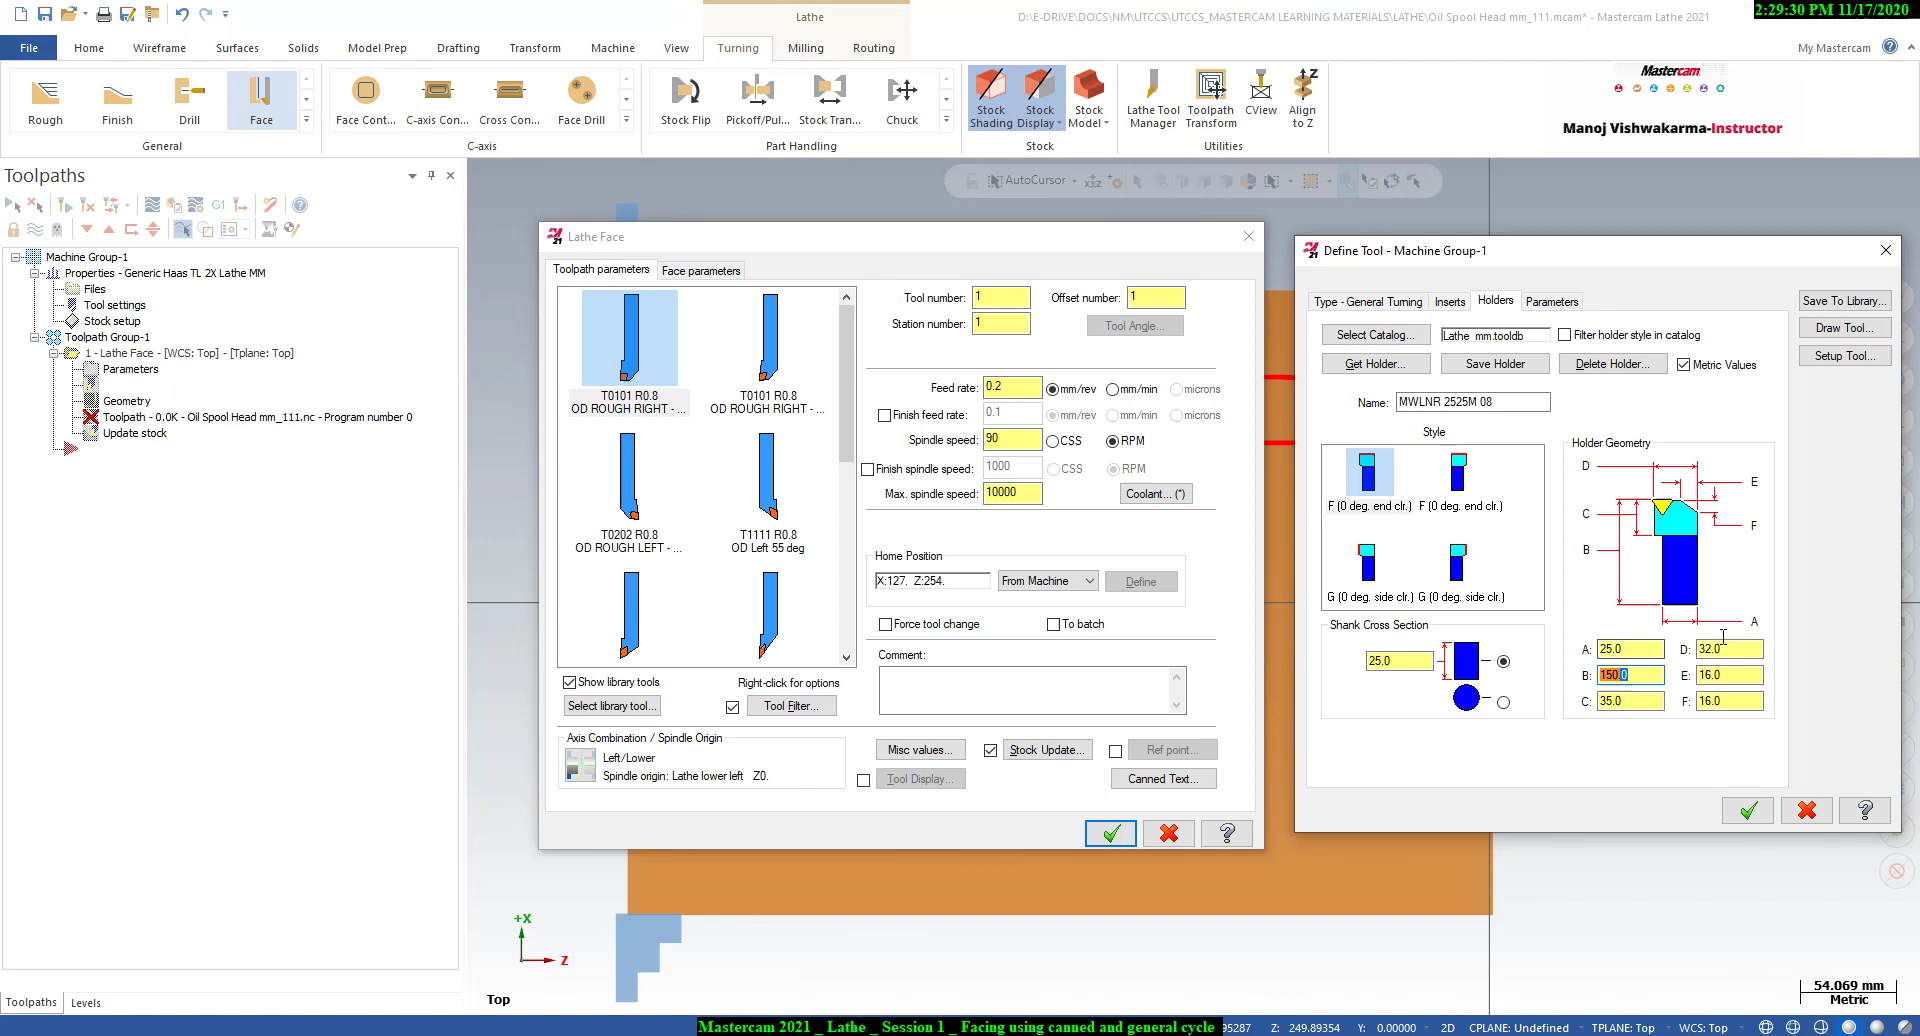 Lathe
D:\E-DRIVE\DOCS\NM\UTCCS\UTCCS_MASTERCAM LEARNING MATERIALS\LATHE\Oil Spool Head mm_111.mcam* - Mastercam Lathe 2021
2:29:30 PM 11/17/2020
File Home Wireframe Surfaces Solids Model Prep Drafting Transform Machine View Turning Milling Routing My Mastercam
Rough Finish Drill Face
General
Face Cont... C-axis Con... Cross Con... Face Drill
C-axis
Stock Flip Pickoff/Pul... Stock Tran... Chuck
Part Handling
Stock Shading Stock Display Stock Model
Stock
Lathe Tool Manager Toolpath Transform CView Align to Z
Utilities
Mastercam
Manoj Vishwakarma-Instructor
Toolpaths
G1
AutoCursor
XYZ
Machine Group-1
Properties - Generic Haas TL 2X Lathe MM
Files
Tool settings
Stock setup
Toolpath Group-1
1 - Lathe Face - [WCS: Top] - [Tplane: Top]
Parameters
Geometry
Toolpath - 0.0K - Oil Spool Head mm_111.nc - Program number 0
Update stock
Toolpaths Levels
Lathe Face
Toolpath parameters Face parameters
T0101 R0.8
OD ROUGH RIGHT - ...
T0101 R0.8
OD ROUGH RIGHT - ...
T0202 R0.8
OD ROUGH LEFT - ...
T1111 R0.8
OD Left 55 deg
Show library tools Right-click for options
Select library tool... Tool Filter...
Axis Combination / Spindle Origin
Left/Lower
Spindle origin: Lathe lower left Z0.
Tool number: 1 Offset number: 1
Station number: 1 Tool Angle...
Feed rate: 0.2 mm/rev mm/min microns
Finish feed rate: 0.1 mm/rev mm/min microns
Spindle speed: 90 CSS RPM
Finish spindle speed: 1000 CSS RPM
Max. spindle speed: 10000 Coolant... (*)
Home Position
X:127. Z:254. From Machine Define
Force tool change To batch
Comment:
Misc values... Stock Update... Ref point...
Tool Display... Canned Text...
Define Tool - Machine Group-1
Type - General Turning Inserts Holders Parameters
Select Catalog... Lathe_mm.tooldb Filter holder style in catalog
Get Holder... Save Holder Delete Holder... Metric Values
Name: MWLNR 2525M 08
Style
F (0 deg. end clr.) F (0 deg. end clr.)
G (0 deg. side clr.) G (0 deg. side clr.)
Shank Cross Section
25.0
Holder Geometry
D
E
C
F
B
A
A: 25.0 D: 32.0
B: 150.0 E: 16.0
C: 35.0 F: 16.0
Save To Library...
Draw Tool...
Setup Tool...
+X
Z
Top
54.069 mm
Metric
Mastercam 2021 _ Lathe _ Session 1 _ Facing using canned and general cycle
95287 Z: 249.89354 Y: 0.00000 2D CPLANE: Undefined TPLANE: Top WCS: Top